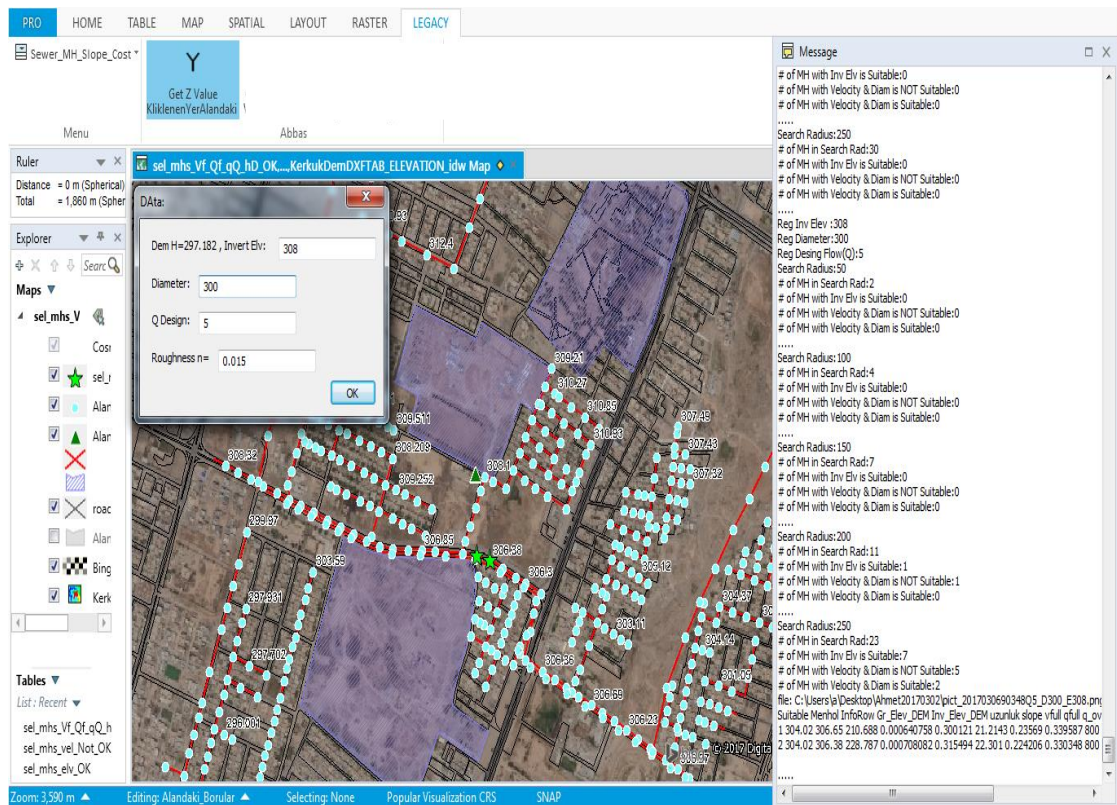 PRO HOME TABLE MAP SPATIAL LAYOUT RASTER LEGACY
Sewer_MH_Slope_Cost
Get Z Value
KliklenenYerAlandaki
Menu
Abbas
Ruler
Distance = 0 m (Spherical)
Total = 1,860 m (Spher
Explorer
Searc
Maps
sel_mhs_V
Cosr
sel_r
Alar
Alar
roac
Alar
Bing
Kerk
Tables
List : Recent
sel_mhs_Vf_Qf_qQ_h
sel_mhs_vel_Not_OK
sel_mhs_elv_OK
sel_mhs_Vf_Qf_qQ_hD_OK,...,KerkukDemDXFTAB_ELEVATION_idw Map
DAta:
Dem H=297.182 , Invert Elv: 308
Diameter: 300
Q Design: 5
Roughness n= 0.015
OK
312.4
309.21
310.27
310.85
310.93
307.45
307.43
307.32
309.511
308.209
308.32
309.252
308.1
299.97
306.85
306.38
303.55
306.3
305.12
297.931
304.37
303.11
304.14
297.702
306.36
301.05
306.69
296.001
306.23
© 2017 Digita
Zoom: 3,590 m Editing: Alandaki_Borular Selecting: None Popular Visualization CRS SNAP
Message
# of MH with Inv Elv is Suitable:0
# of MH with Velocity & Diam is NOT Suitable:0
# of MH with Velocity & Diam is Suitable:0
.....
Search Radius:250
# of MH in Search Rad:30
# of MH with Inv Elv is Suitable:0
# of MH with Velocity & Diam is NOT Suitable:0
# of MH with Velocity & Diam is Suitable:0
.....
Reg Inv Elev :308
Reg Diameter:300
Reg Desing Flow(Q):5
Search Radius:50
# of MH in Search Rad:2
# of MH with Inv Elv is Suitable:0
# of MH with Velocity & Diam is NOT Suitable:0
# of MH with Velocity & Diam is Suitable:0
.....
Search Radius:100
# of MH in Search Rad:4
# of MH with Inv Elv is Suitable:0
# of MH with Velocity & Diam is NOT Suitable:0
# of MH with Velocity & Diam is Suitable:0
.....
Search Radius:150
# of MH in Search Rad:7
# of MH with Inv Elv is Suitable:0
# of MH with Velocity & Diam is NOT Suitable:0
# of MH with Velocity & Diam is Suitable:0
.....
Search Radius:200
# of MH in Search Rad:11
# of MH with Inv Elv is Suitable:1
# of MH with Velocity & Diam is NOT Suitable:1
# of MH with Velocity & Diam is Suitable:0
.....
Search Radius:250
# of MH in Search Rad:23
# of MH with Inv Elv is Suitable:7
# of MH with Velocity & Diam is NOT Suitable:5
# of MH with Velocity & Diam is Suitable:2
file: C:\Users\a\Desktop\Ahmet20170302\pict_2017030690348Q5_D300_E308.png
Suitable Menhol InfoRow Gr_Elev_DEM Inv_Elev_DEM uzunluk slope vfull qfull q_ov
1 304.02 306.65 210.688 0.000640758 0.300121 21.2143 0.23569 0.339587 800
2 304.02 306.38 228.787 0.000708082 0.315494 22.301 0.224206 0.330348 800
.....